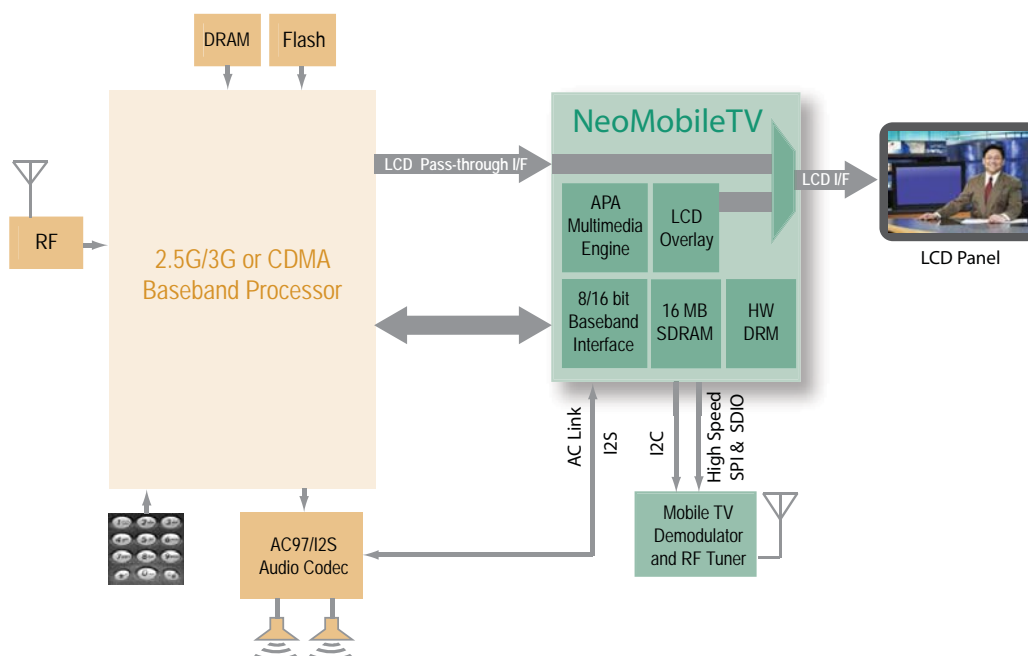 DRAM
Flash
NeoMobileTV
LCD Pass-through I/F
LCD I/F
RF
2.5G/3G or CDMA
Baseband Processor
APA
Multimedia
Engine
LCD
Overlay
LCD Panel
8/16 bit
Baseband
Interface
16 MB
SDRAM
HW
DRM
AC Link
I2S
I2C
High Speed
SPI & SDIO
AC97/I2S
Audio Codec
Mobile TV
Demodulator
and RF Tuner